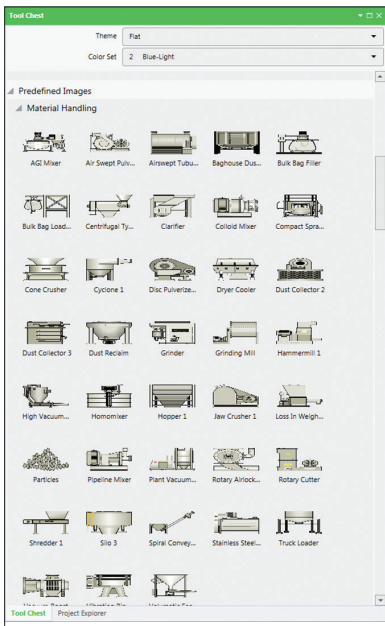 Tool Chest
Theme Flat
Color Set 2 Blue-Light
Predefined Images
Material Handling
AGI Mixer Air Swept Pulv... Airswept Tubu... Baghouse Dus... Bulk Bag Filler
Bulk Bag Load... Centrifugal Ty... Clarifier Colloid Mixer Compact Spra...
Cone Crusher Cyclone 1 Disc Pulverize... Dryer Cooler Dust Collector 2
Dust Collector 3 Dust Reclaim Grinder Grinding Mill Hammermill 1
High Vacuum... Homomixer Hopper 1 Jaw Crusher 1 Loss In Weigh...
Particles Pipeline Mixer Plant Vacuum... Rotary Airlock... Rotary Cutter
Shredder 1 Silo 3 Spiral Convey... Stainless Steel... Truck Loader
Tool Chest Project Explorer